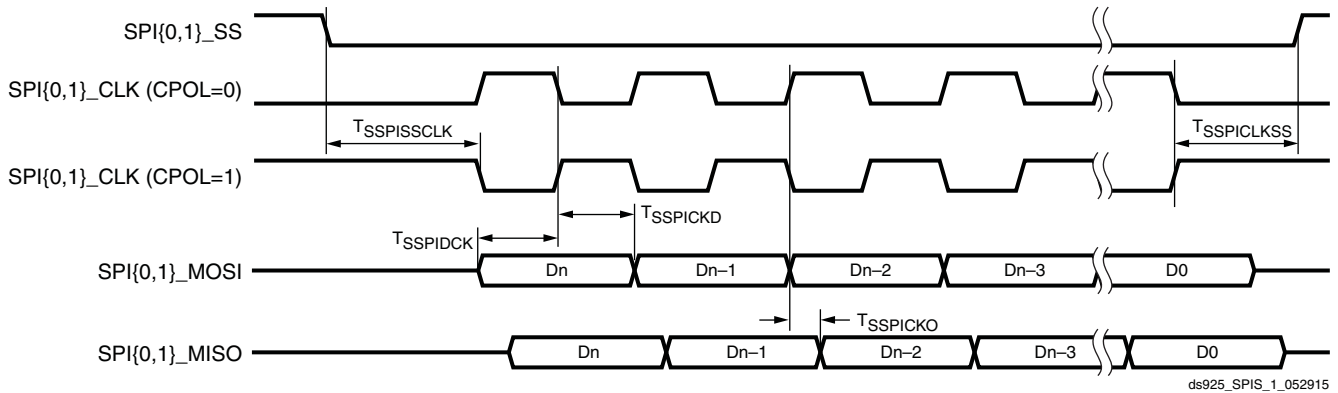 SPI{0,1}_SS
SPI{0,1}_CLK (CPOL=0)
TSSPISSCLK
TSSPICLKSS
SPI{0,1}_CLK (CPOL=1)
TSSPICKD
TSSPIDCK
SPI{0,1}_MOSI
Dn
Dn–1
Dn–2
Dn–3
D0
TSSPICKO
SPI{0,1}_MISO
Dn
Dn–1
Dn–2
Dn–3
D0
ds925_SPIS_1_052915